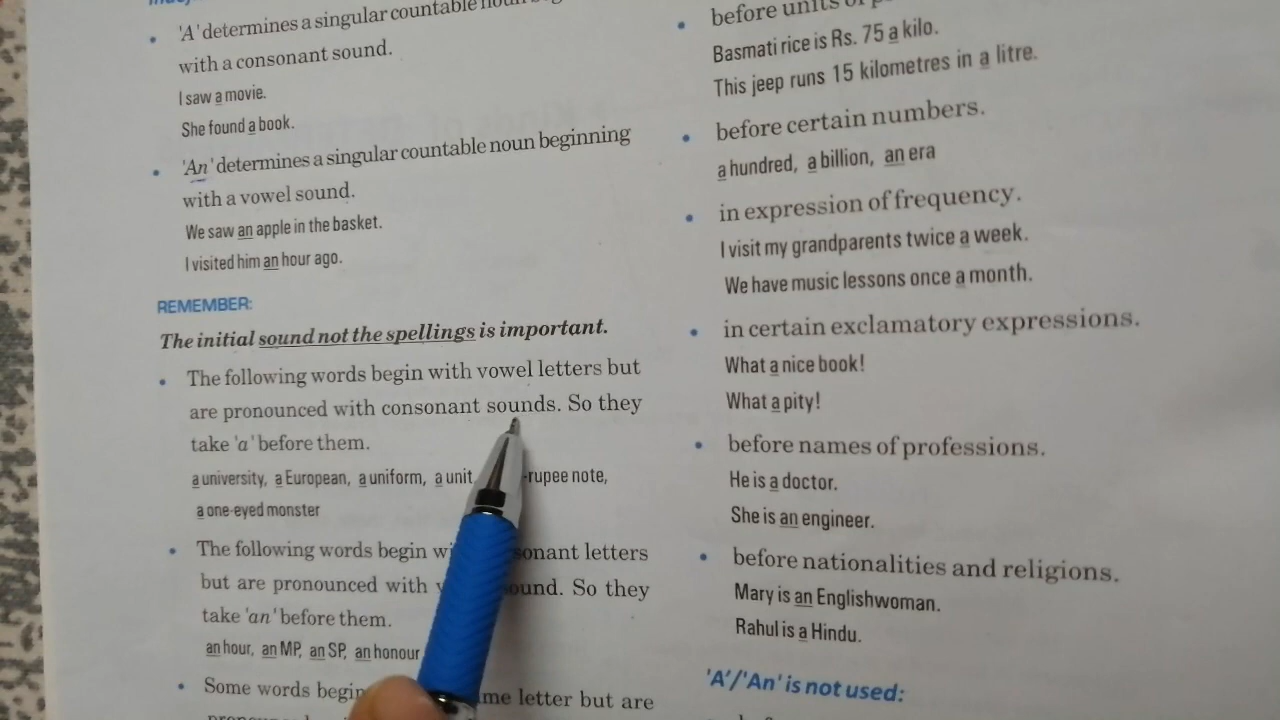 'A' determines a singular countable noun
with a consonant sound.
I saw a movie.
She found a book.
'An' determines a singular countable noun beginning
with a vowel sound.
We saw an apple in the basket.
I visited him an hour ago.
REMEMBER:
The initial sound not the spellings is important.
The following words begin with vowel letters but
are pronounced with consonant sounds. So they
take 'a' before them.
a university, a European, a uniform, a unit -rupee note,
a one-eyed monster
The following words begin sonant letters
but are pronounced with ound. So they
take 'an' before them.
an hour, an MP, an SP, an honour
Some words begin me letter but are
before units of
Basmati rice is Rs. 75 a kilo.
This jeep runs 15 kilometres in a litre.
before certain numbers.
a hundred, a billion, an era
in expression of frequency.
I visit my grandparents twice a week.
We have music lessons once a month.
in certain exclamatory expressions.
What a nice book!
What a pity!
before names of professions.
He is a doctor.
She is an engineer.
before nationalities and religions.
Mary is an Englishwoman.
Rahul is a Hindu.
'A'/'An' is not used: